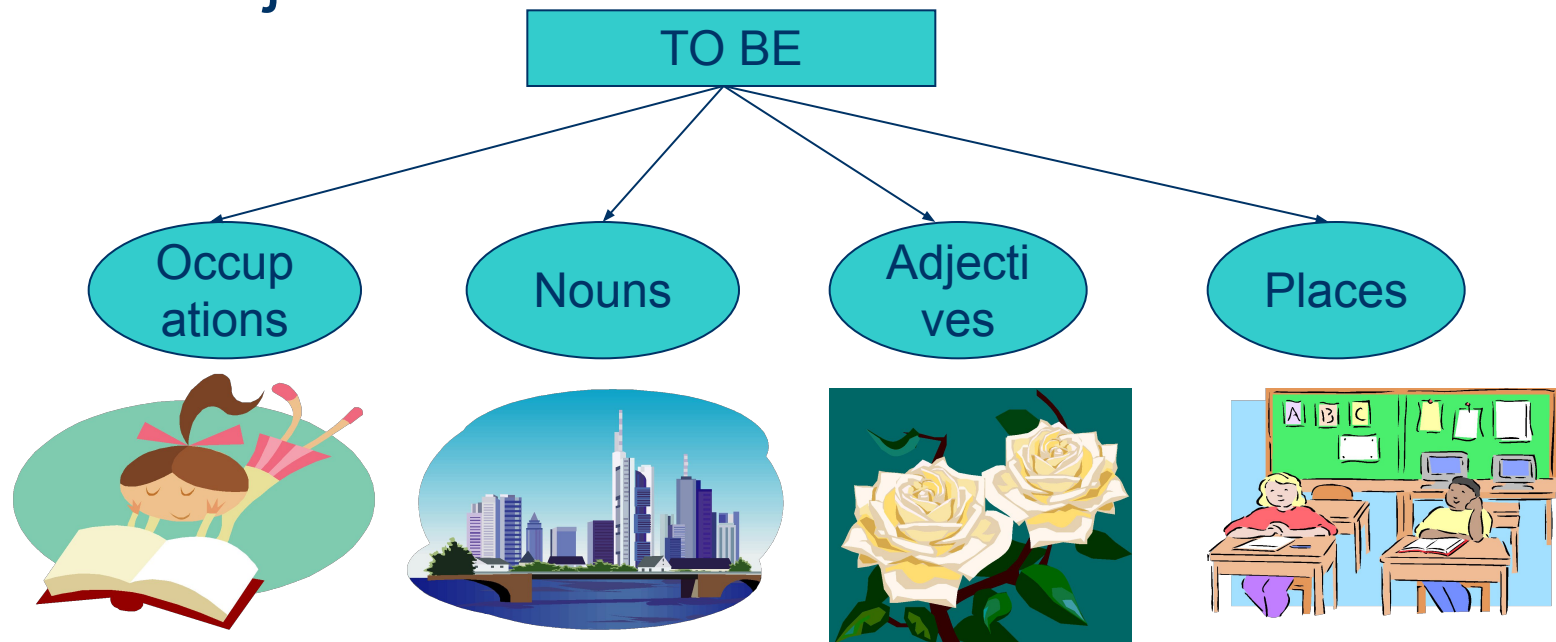 TO BE
Occup
ations
Nouns
Adjecti
ves
Places
A B C